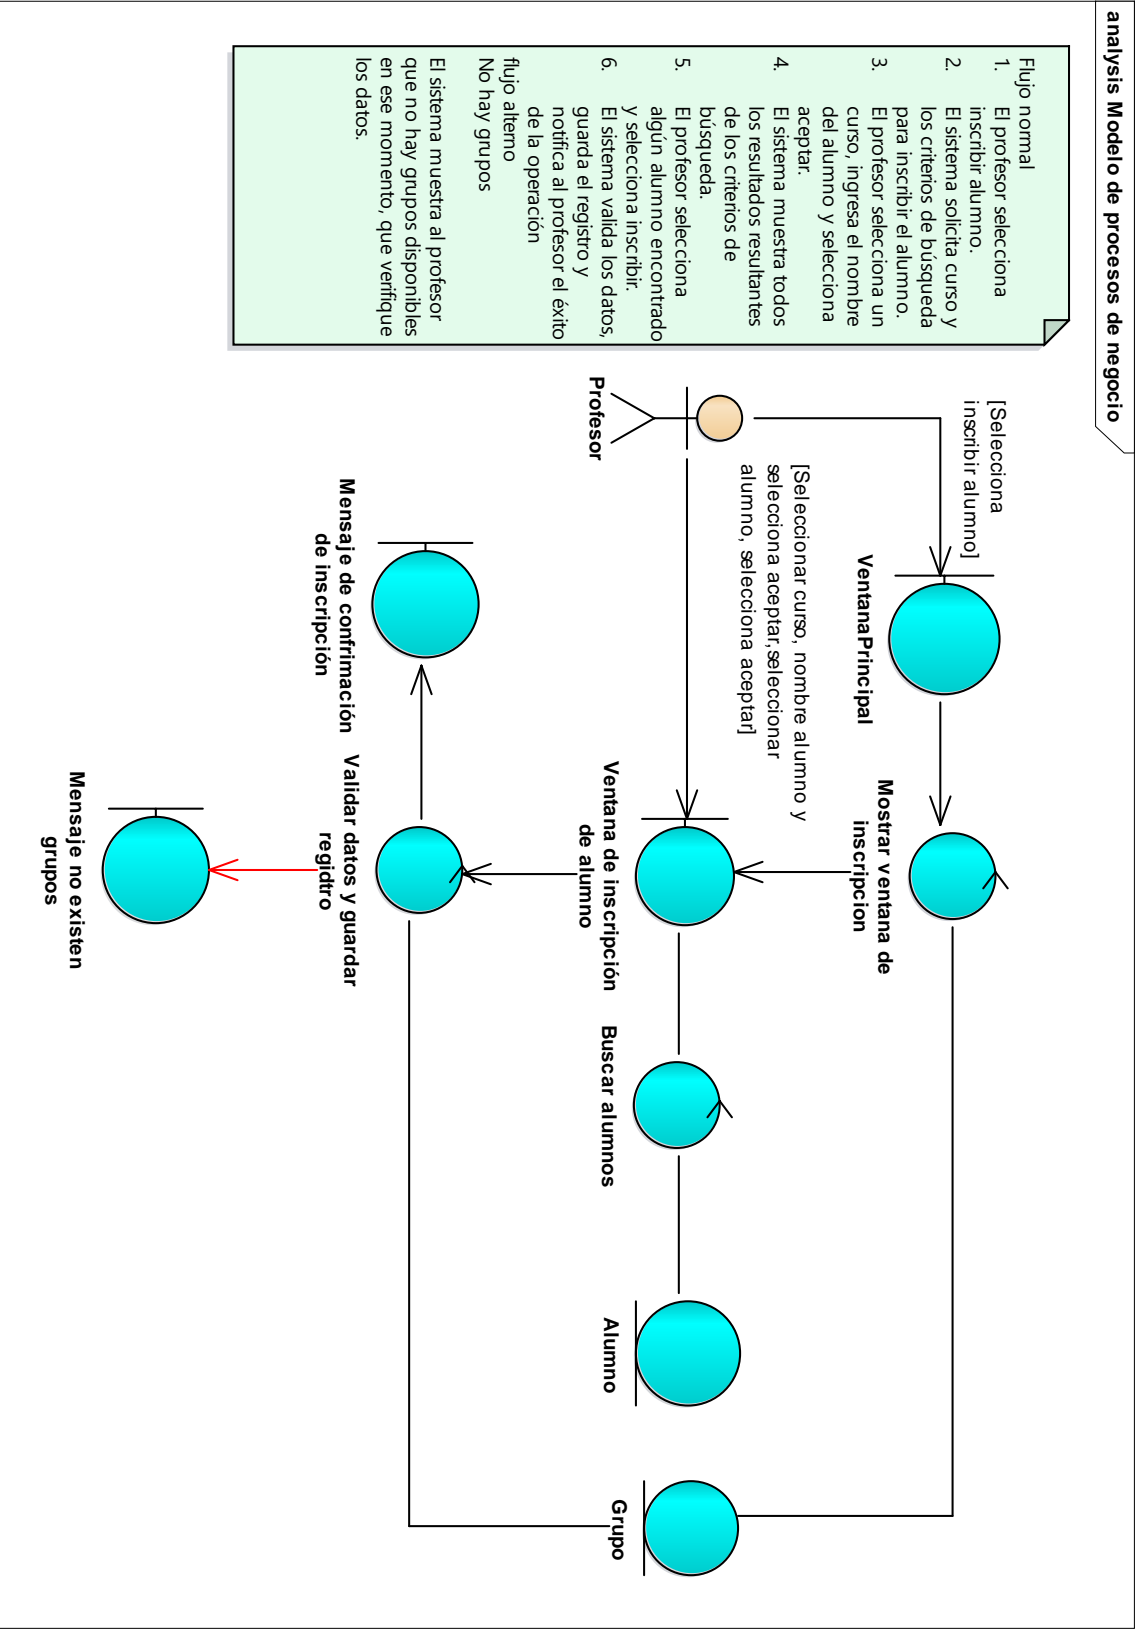 analysis Modelo de procesos de negocio
Flujo normal
1. El profesor selecciona
inscribir alumno.
2. El sistema solicita curso y
los criterios de búsqueda
para inscribir el alumno.
3. El profesor selecciona un
curso, ingresa el nombre
del alumno y selecciona
aceptar.
4. El sistema muestra todos
los resultados resultantes
de los criterios de
búsqueda.
5. El profesor selecciona
algún alumno encontrado
y selecciona inscribir.
6. El sistema valida los datos,
guarda el registro y
notifica al profesor el éxito
de la operación
flujo alterno
No hay grupos
El sistema muestra al profesor
que no hay grupos disponibles
en ese momento, que verifique
los datos.
[Selecciona
inscribir alumno]
VentanaPrincipal
Mostrar ventana de
inscripcion
Profesor
[Seleccionar curso, nombre alumno y
selecciona aceptar,seleccionar
alumno, selecciona aceptar]
Ventana de inscripción
de alumno
Buscar alumnos
Alumno
Grupo
Mensaje de confrimación
de inscripción
Validar datos y guardar
regidtro
Mensaje no existen
grupos